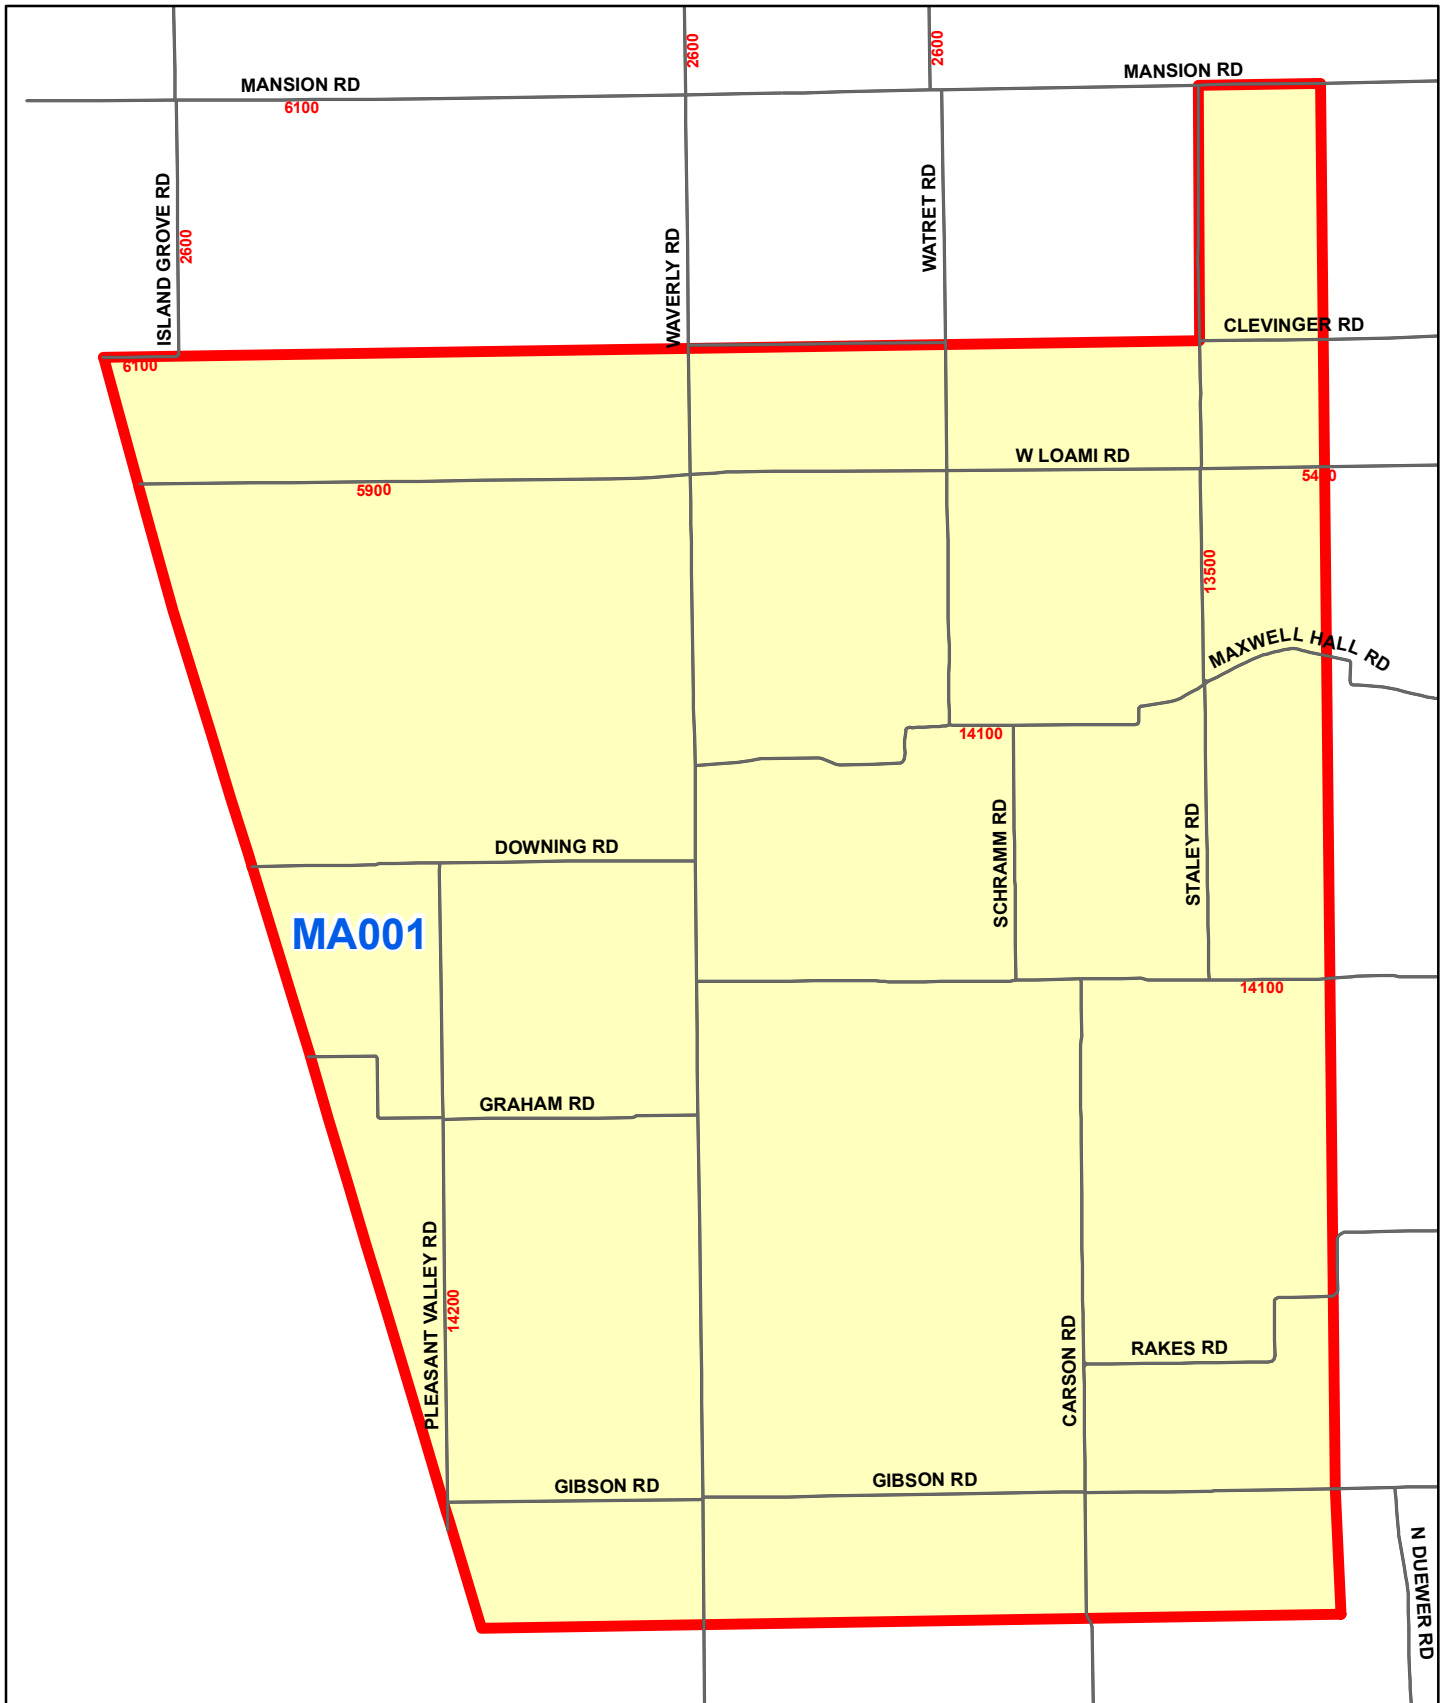 2600
2600
MANSION RD
MANSION RD
6100
ISLAND GROVE RD
2600
WAVERLY RD
WATRET RD
CLEVINGER RD
6100
W LOAMI RD
5900
13500
MAXWELL HALL RD
14100
SCHRAMM RD
STALEY RD
DOWNING RD
MA001
14100
GRAHAM RD
PLEASANT VALLEY RD
14200
CARSON RD
RAKES RD
GIBSON RD
GIBSON RD
N DUEWER RD